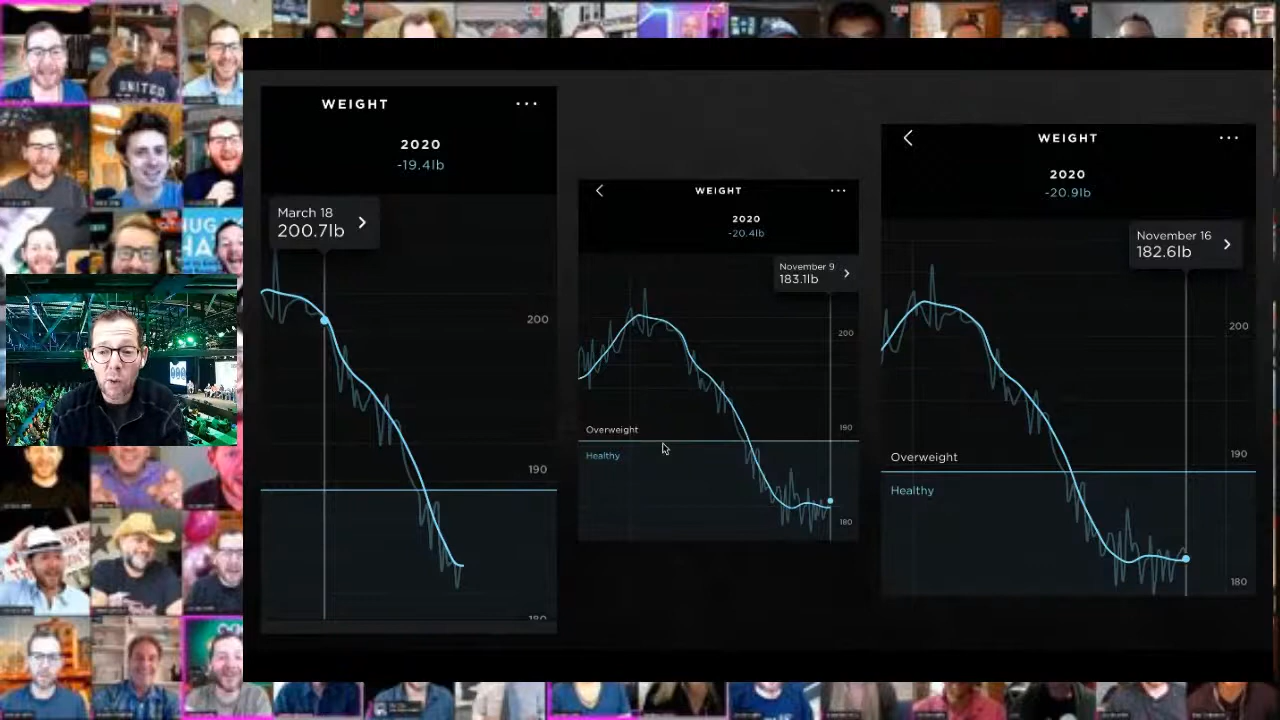 WEIGHT
2020
-19.4lb
March 18
200.7lb
200
190
180
WEIGHT
2020
-20.4lb
November 9
183.1lb
200
190
Overweight
Healthy
180
WEIGHT
2020
-20.9lb
November 16
182.6lb
200
190
Overweight
Healthy
180
UNITED